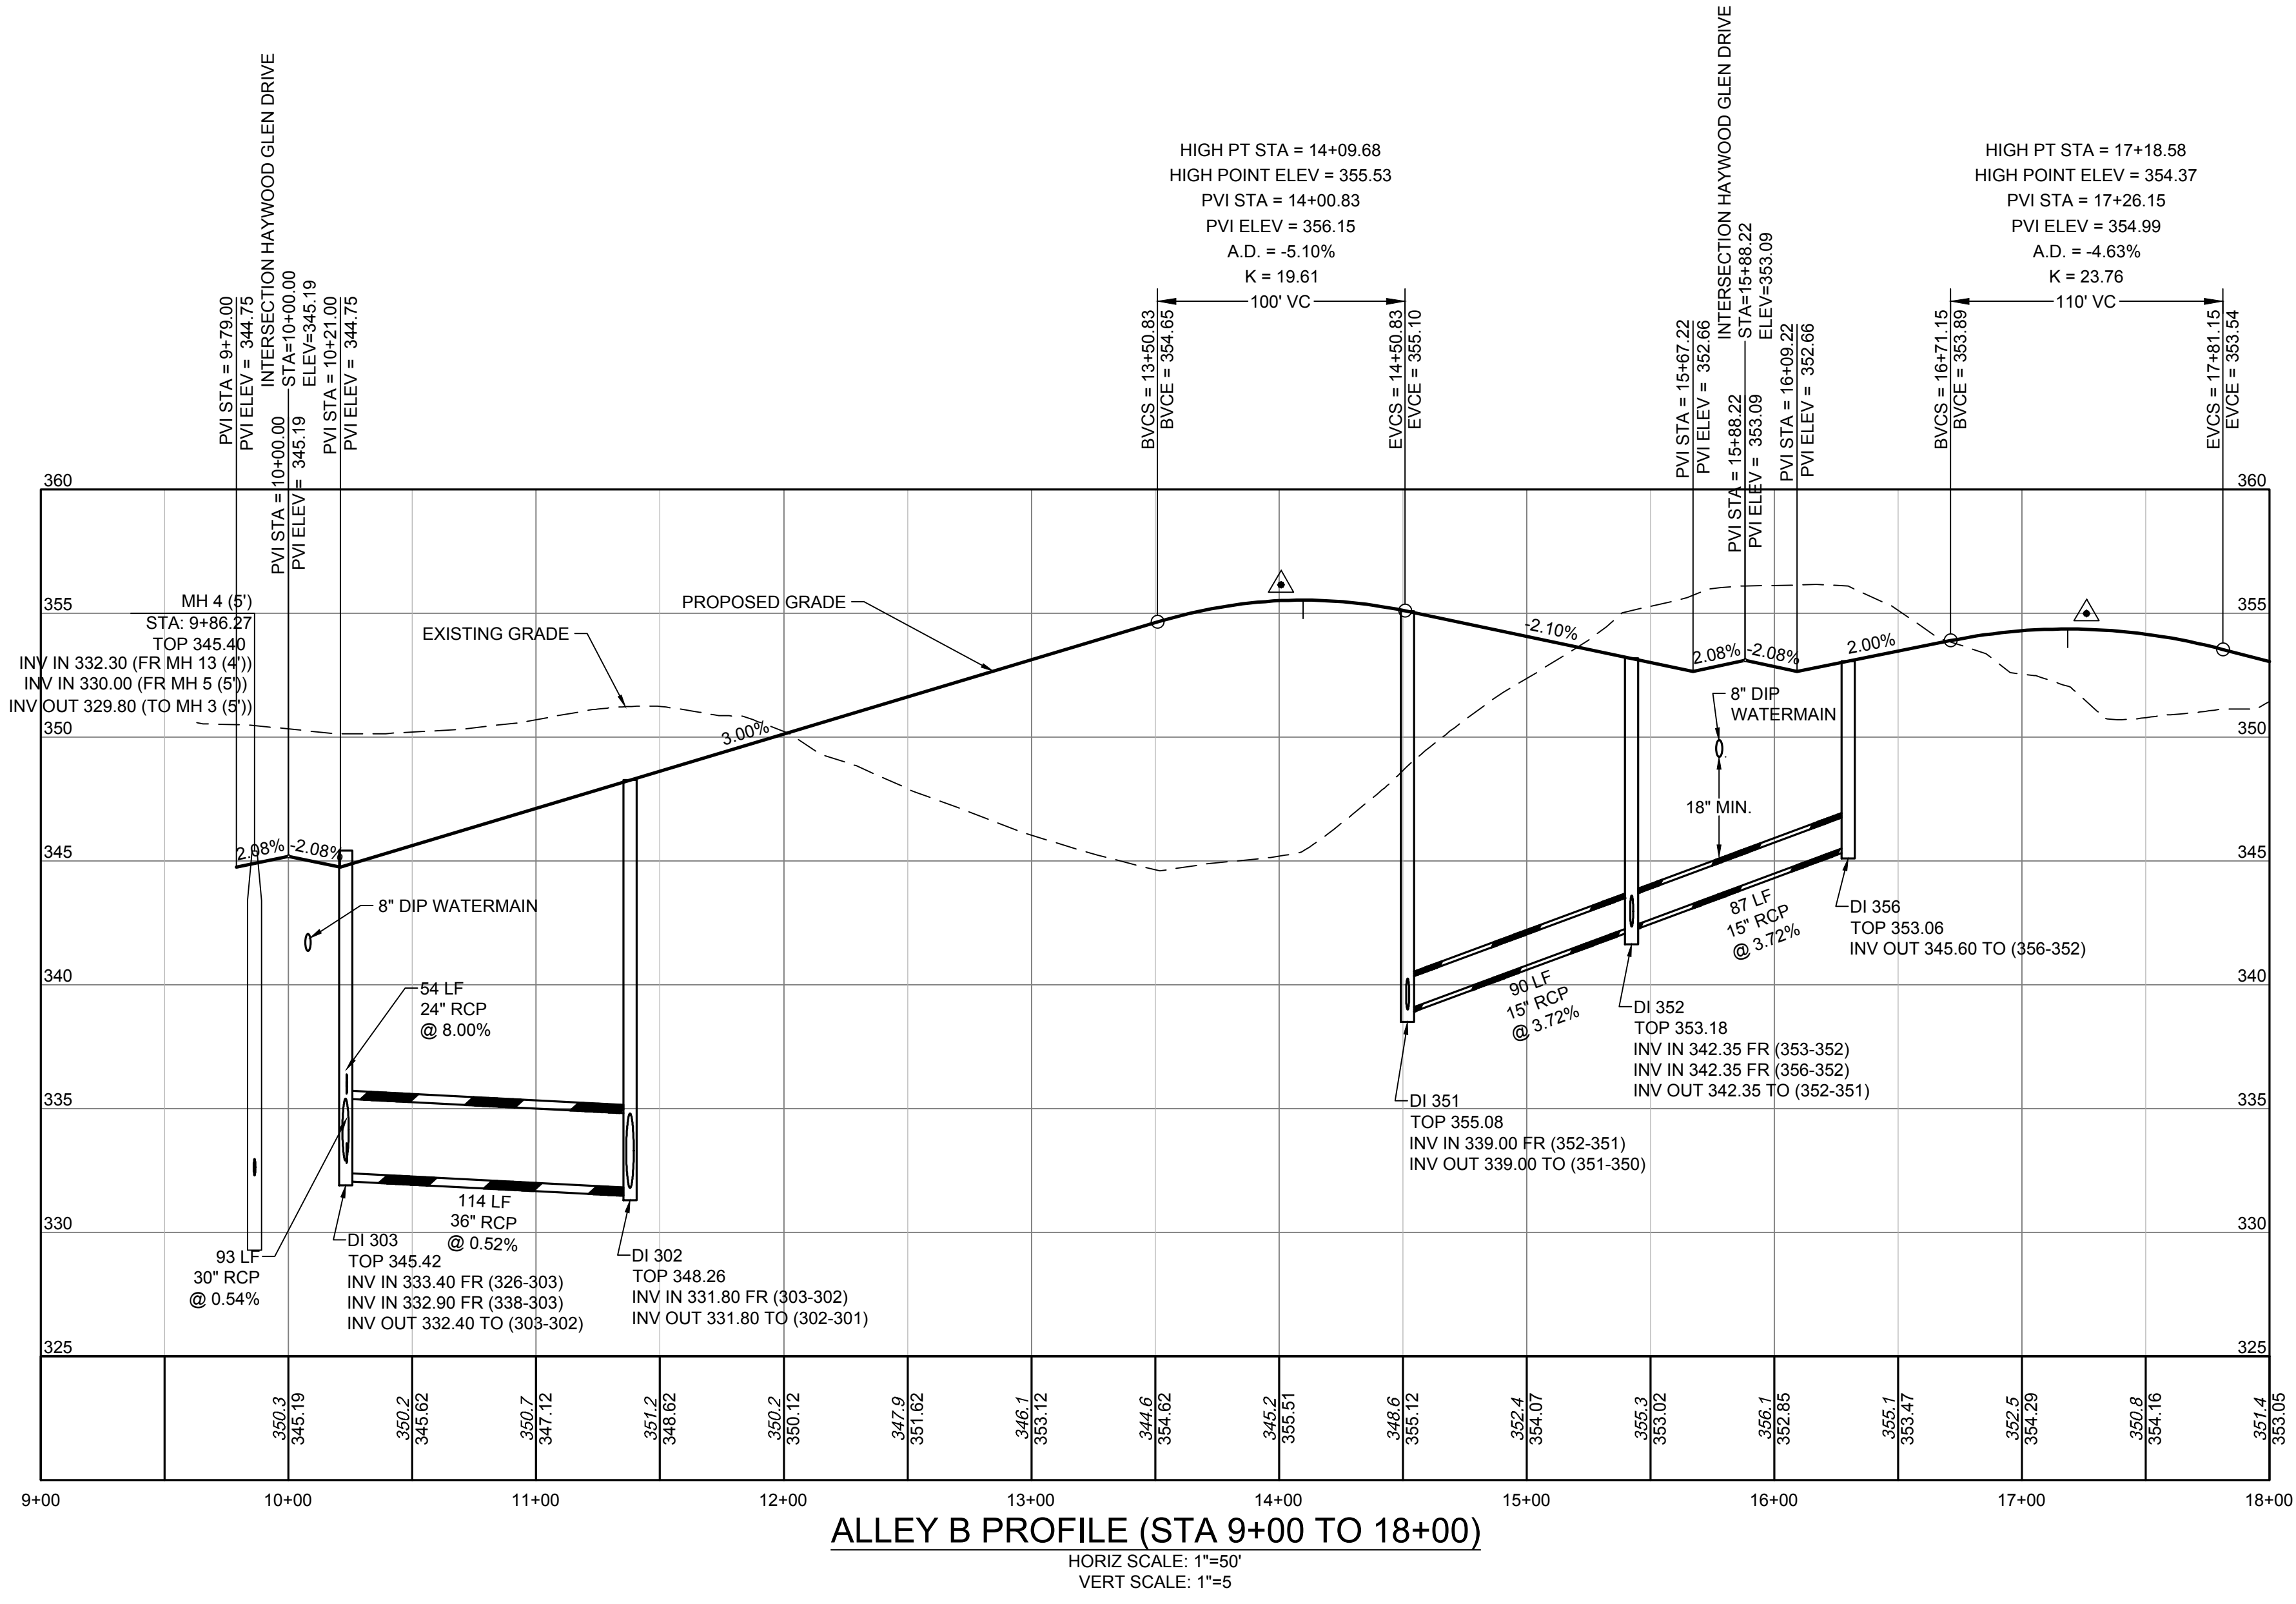 INTERSECTION HAYWOOD GLEN DRIVE
STA=10+00.00
ELEV=345.19
PVI STA = 9+79.00
PVI ELEV = 344.75
PVI STA = 10+00.00
PVI ELEV = 345.19
PVI STA = 10+21.00
PVI ELEV = 344.75
HIGH PT STA = 14+09.68
HIGH POINT ELEV = 355.53
PVI STA = 14+00.83
PVI ELEV = 356.15
A.D. = -5.10%
K = 19.61
100' VC
BVCS = 13+50.83
BVCE = 354.65
EVCS = 14+50.83
EVCE = 355.10
INTERSECTION HAYWOOD GLEN DRIVE
STA=15+88.22
ELEV=353.09
PVI STA = 15+67.22
PVI ELEV = 352.66
PVI STA = 15+88.22
PVI ELEV = 353.09
PVI STA = 16+09.22
PVI ELEV = 352.66
HIGH PT STA = 17+18.58
HIGH POINT ELEV = 354.37
PVI STA = 17+26.15
PVI ELEV = 354.99
A.D. = -4.63%
K = 23.76
110' VC
BVCS = 16+71.15
BVCE = 353.89
EVCS = 17+81.15
EVCE = 353.54
360
360
355
355
350
350
345
345
340
340
335
335
330
330
325
325
MH 4 (5')
STA: 9+86.27
TOP 345.40
INV IN 332.30 (FR MH 13 (4'))
INV IN 330.00 (FR MH 5 (5'))
INV OUT 329.80 (TO MH 3 (5'))
EXISTING GRADE
PROPOSED GRADE
2.08%
-2.08%
3.00%
-2.10%
2.08%
-2.08%
2.00%
8" DIP WATERMAIN
8" DIP
WATERMAIN
18" MIN.
54 LF
24" RCP
@ 8.00%
93 LF
30" RCP
@ 0.54%
114 LF
36" RCP
@ 0.52%
DI 303
TOP 345.42
INV IN 333.40 FR (326-303)
INV IN 332.90 FR (338-303)
INV OUT 332.40 TO (303-302)
DI 302
TOP 348.26
INV IN 331.80 FR (303-302)
INV OUT 331.80 TO (302-301)
90 LF
15" RCP
@ 3.72%
87 LF
15" RCP
@ 3.72%
DI 351
TOP 355.08
INV IN 339.00 FR (352-351)
INV OUT 339.00 TO (351-350)
DI 352
TOP 353.18
INV IN 342.35 FR (353-352)
INV IN 342.35 FR (356-352)
INV OUT 342.35 TO (352-351)
DI 356
TOP 353.06
INV OUT 345.60 TO (356-352)
350.3
345.19
350.2
345.62
350.7
347.12
351.2
348.62
350.2
350.12
347.9
351.62
346.1
353.12
344.6
354.62
345.2
355.51
348.6
355.12
352.4
354.07
355.3
353.02
356.1
352.85
355.1
353.47
352.5
354.29
350.8
354.16
351.4
353.05
9+00
10+00
11+00
12+00
13+00
14+00
15+00
16+00
17+00
18+00
ALLEY B PROFILE (STA 9+00 TO 18+00)
HORIZ SCALE: 1"=50'
VERT SCALE: 1"=5